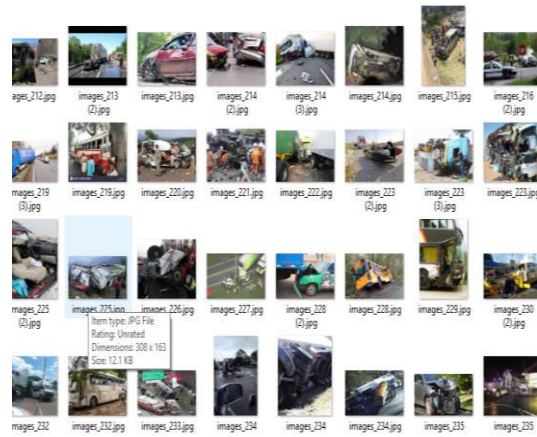 ages_212.jpg
images_213
(2).jpg
images_213.jpg
images_214
(2).jpg
images_214
(3).jpg
images_214.jpg
images_215.jpg
images_216
(2).jpg
mages_219
(3).jpg
images_219.jpg
images_220.jpg
images_221.jpg
images_222.jpg
images_223
(2).jpg
images_223
(3).jpg
images_223.jpg
mages_225
(2).jpg
images_225.jpg
images_226.jpg
images_227.jpg
images_228
(2).jpg
images_228.jpg
images_229.jpg
images_230
(2).jpg
Item type: JPG File
Rating: Unrated
Dimensions: 308 x 163
Size: 12.1 KB
mages_232
images_232.jpg
images_233.jpg
images_234
images_234
images_234.jpg
images_235
images_235